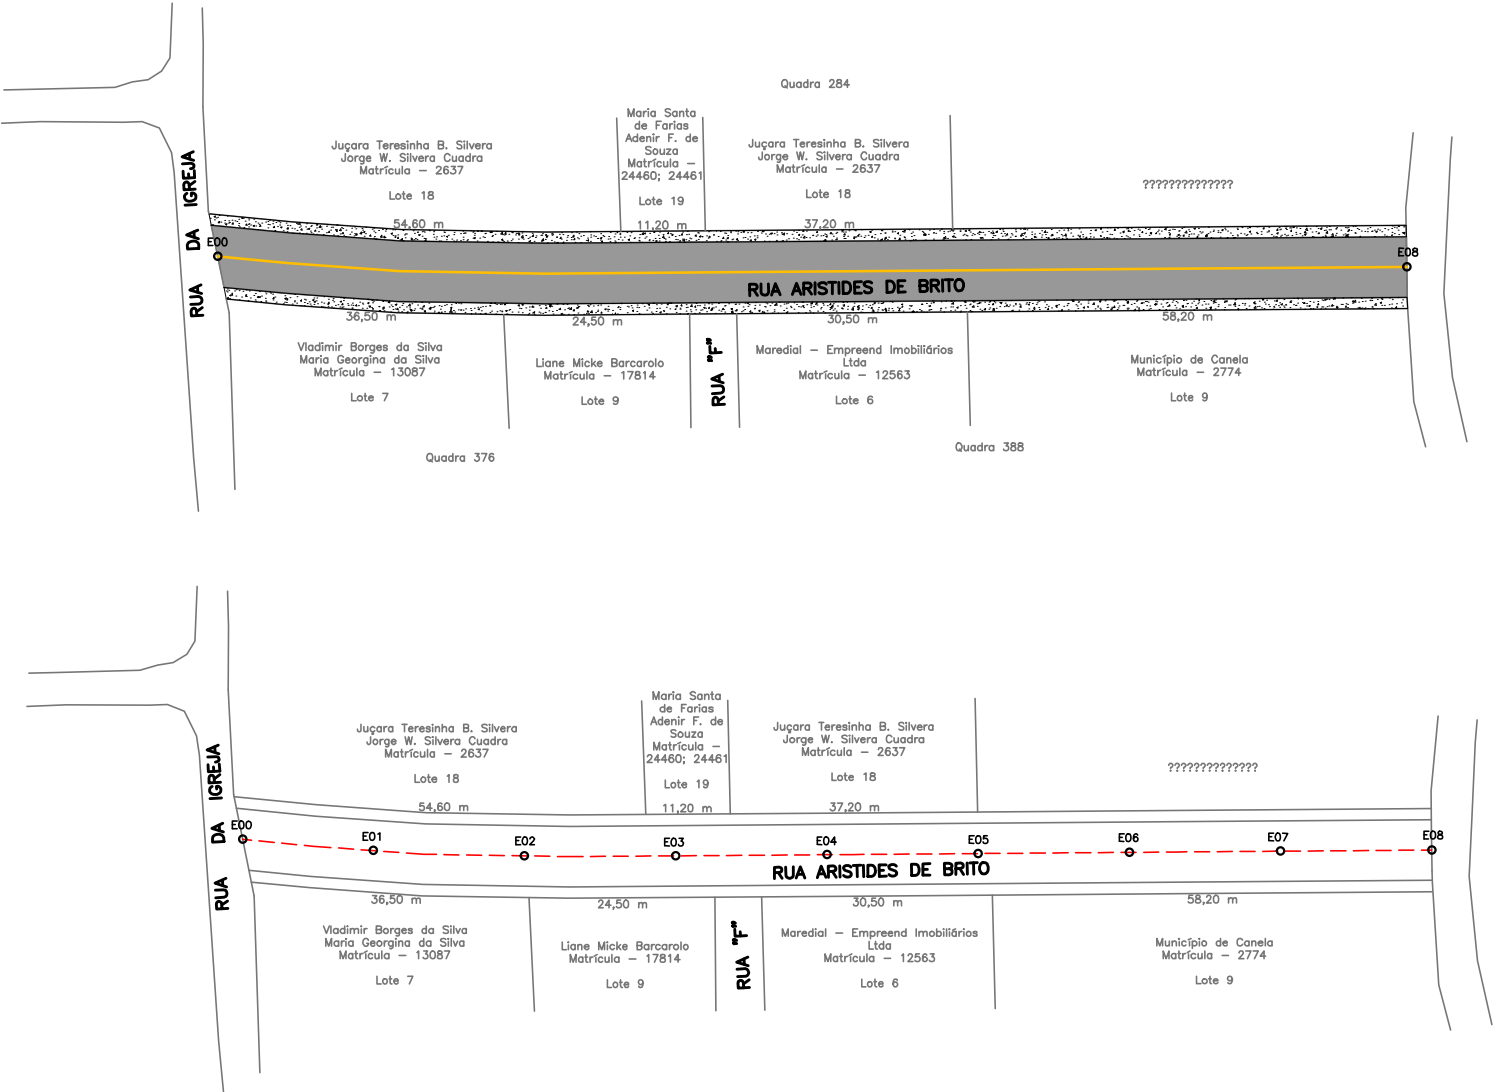 Quadra 284
Juçara Teresinha B. Silvera
Jorge W. Silvera Cuadra
Matrícula – 2637
Lote 18
54,60 m
Maria Santa
de Farias
Adenir F. de
Souza
Matrícula –
24460; 24461
Lote 19
11,20 m
Juçara Teresinha B. Silvera
Jorge W. Silvera Cuadra
Matrícula – 2637
Lote 18
37,20 m
??????????????
RUA DA IGREJA
E00
E08
RUA ARISTIDES DE BRITO
36,50 m
Vladimir Borges da Silva
Maria Georgina da Silva
Matrícula – 13087
Lote 7
24,50 m
Liane Micke Barcarolo
Matrícula – 17814
Lote 9
RUA "F"
30,50 m
Maredial – Empreend Imobiliários
Ltda
Matrícula – 12563
Lote 6
58,20 m
Município de Canela
Matrícula – 2774
Lote 9
Quadra 376
Quadra 388
Juçara Teresinha B. Silvera
Jorge W. Silvera Cuadra
Matrícula – 2637
Lote 18
54,60 m
Maria Santa
de Farias
Adenir F. de
Souza
Matrícula –
24460; 24461
Lote 19
11,20 m
Juçara Teresinha B. Silvera
Jorge W. Silvera Cuadra
Matrícula – 2637
Lote 18
37,20 m
??????????????
RUA DA IGREJA
E00
E01
E02
E03
E04
E05
E06
E07
E08
RUA ARISTIDES DE BRITO
36,50 m
Vladimir Borges da Silva
Maria Georgina da Silva
Matrícula – 13087
Lote 7
24,50 m
Liane Micke Barcarolo
Matrícula – 17814
Lote 9
RUA "F"
30,50 m
Maredial – Empreend Imobiliários
Ltda
Matrícula – 12563
Lote 6
58,20 m
Município de Canela
Matrícula – 2774
Lote 9